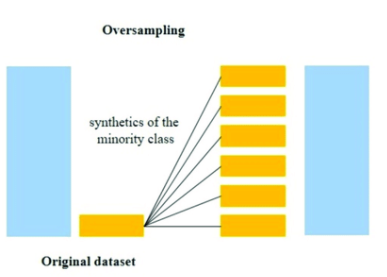 Oversampling
synthetics of the
minority class
Original dataset